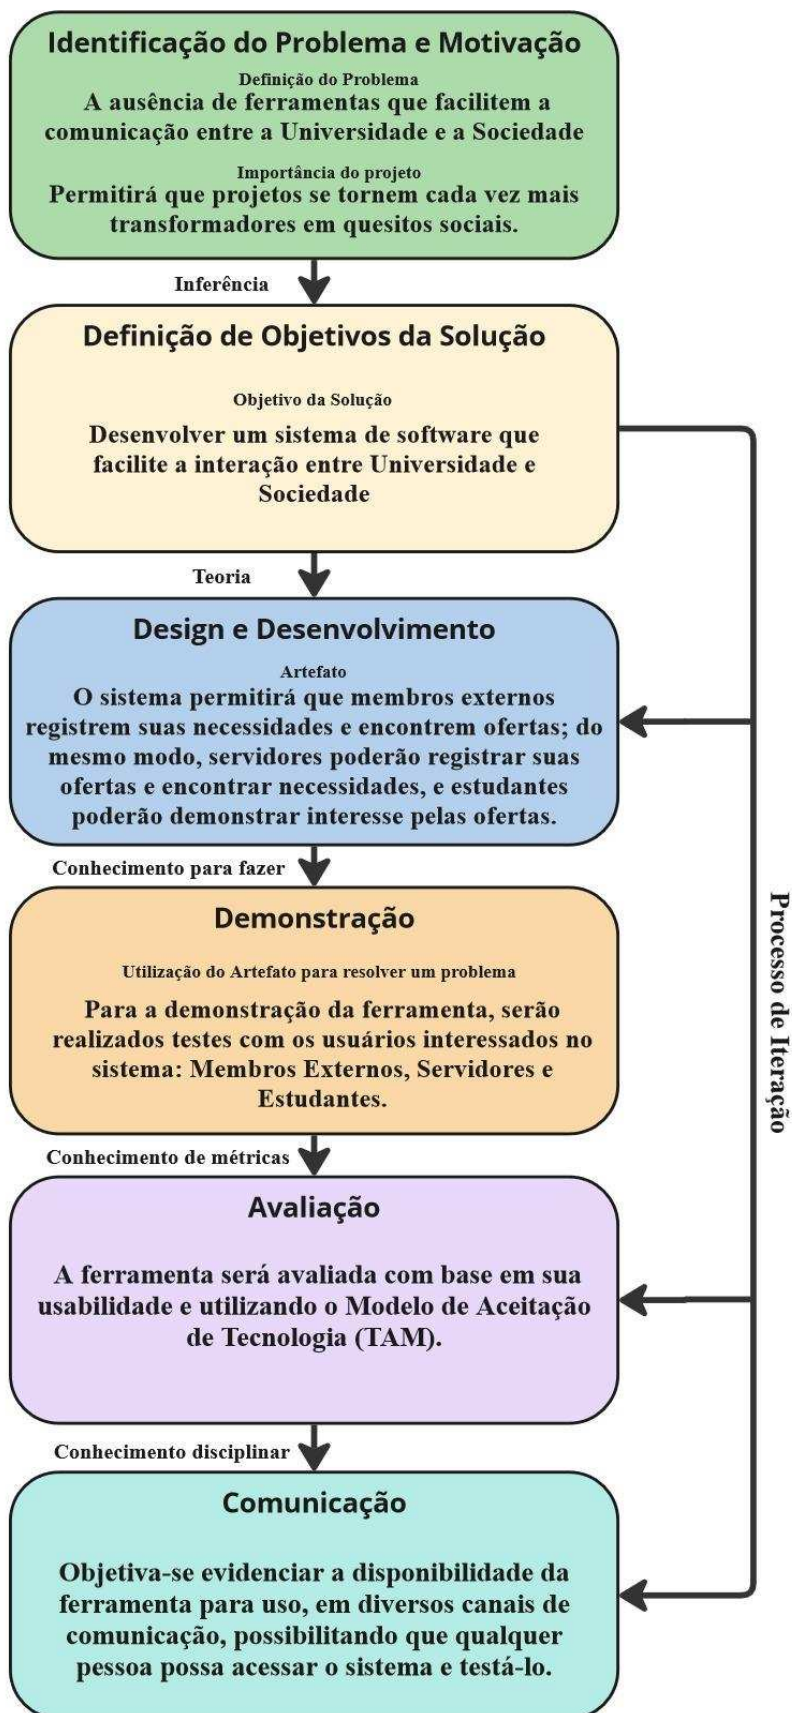 Identificação do Problema e Motivação
Definição do Problema
A ausência de ferramentas que facilitem a
comunicação entre a Universidade e a Sociedade
Importância do projeto
Permitirá que projetos se tornem cada vez mais
transformadores em quesitos sociais.
Inferência
Definição de Objetivos da Solução
Objetivo da Solução
Desenvolver um sistema de software que
facilite a interação entre Universidade e
Sociedade
Teoria
Design e Desenvolvimento
Artefato
O sistema permitirá que membros externos
registrem suas necessidades e encontrem ofertas; do
mesmo modo, servidores poderão registrar suas
ofertas e encontrar necessidades, e estudantes
poderão demonstrar interesse pelas ofertas.
Conhecimento para fazer
Demonstração
Utilização do Artefato para resolver um problema
Para a demonstração da ferramenta, serão
realizados testes com os usuários interessados no
sistema: Membros Externos, Servidores e
Estudantes.
Conhecimento de métricas
Avaliação
A ferramenta será avaliada com base em sua
usabilidade e utilizando o Modelo de Aceitação
de Tecnologia (TAM).
Conhecimento disciplinar
Comunicação
Objetiva-se evidenciar a disponibilidade da
ferramenta para uso, em diversos canais de
comunicação, possibilitando que qualquer
pessoa possa acessar o sistema e testá-lo.
Processo de Iteração